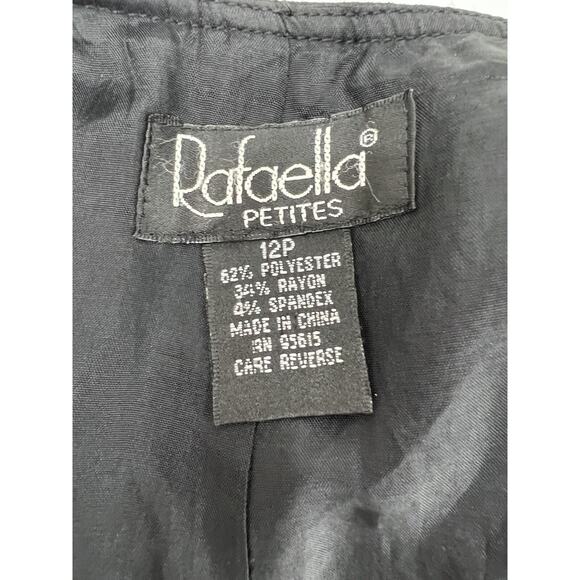 Rafaella®
PETITES
12P
62% POLYESTER
34% RAYON
4% SPANDEX
MADE IN CHINA
RN 95615
CARE REVERSE